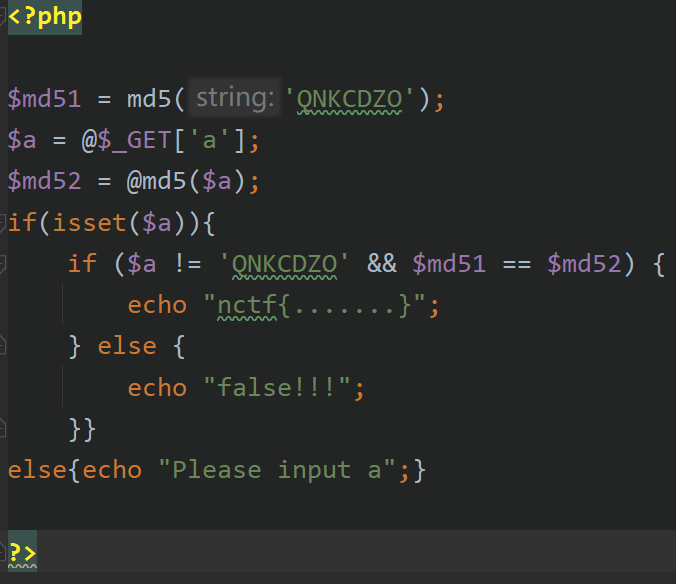 <?php
$md51 = md5( string: 'QNKCDZO');
$a = @$_GET['a'];
$md52 = @md5($a);
if(isset($a)){
if ($a != 'QNKCDZO' && $md51 == $md52) {
echo "nctf{.......}";
} else {
echo "false!!!";
}}
else{echo "Please input a";}
?>